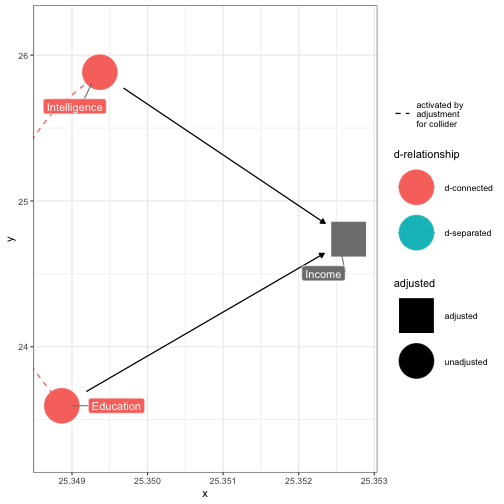 26
25
24
y
Intelligence
Income
Education
25.349
25.350
25.351
25.352
25.353
x
activated by
adjustment
for collider
d-relationship
d-connected
d-separated
adjusted
adjusted
unadjusted